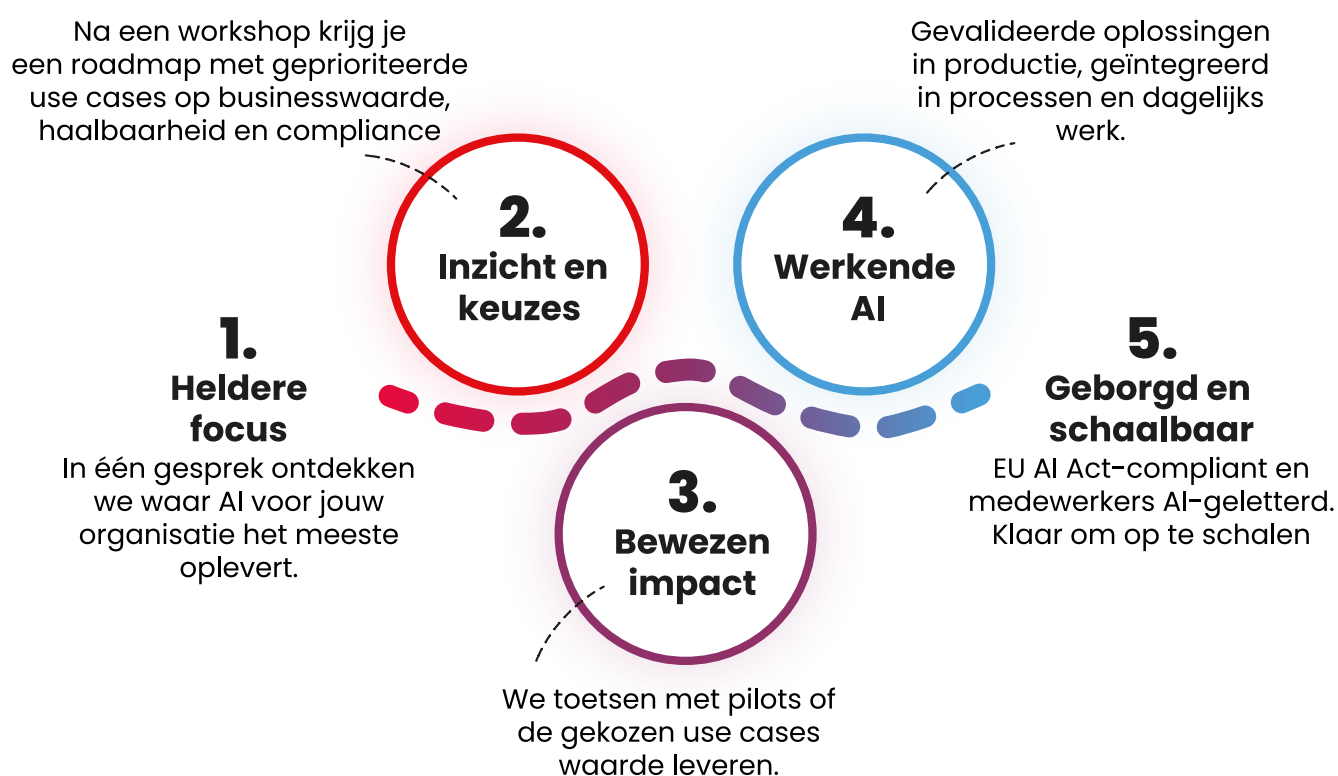 1.
Heldere
focus
In één gesprek ontdekken
we waar AI voor jouw
organisatie het meeste
oplevert.
Na een workshop krijg je
een roadmap met geprioriteerde
use cases op businesswaarde,
haalbaarheid en compliance
2.
Inzicht en
keuzes
3.
Bewezen
impact
We toetsen met pilots of
de gekozen use cases
waarde leveren.
Gevalideerde oplossingen
in productie, geïntegreerd
in processen en dagelijks
werk.
4.
Werkende
AI
5.
Geborgd en
schaalbaar
EU AI Act-compliant en
medewerkers AI-geletterd.
Klaar om op te schalen